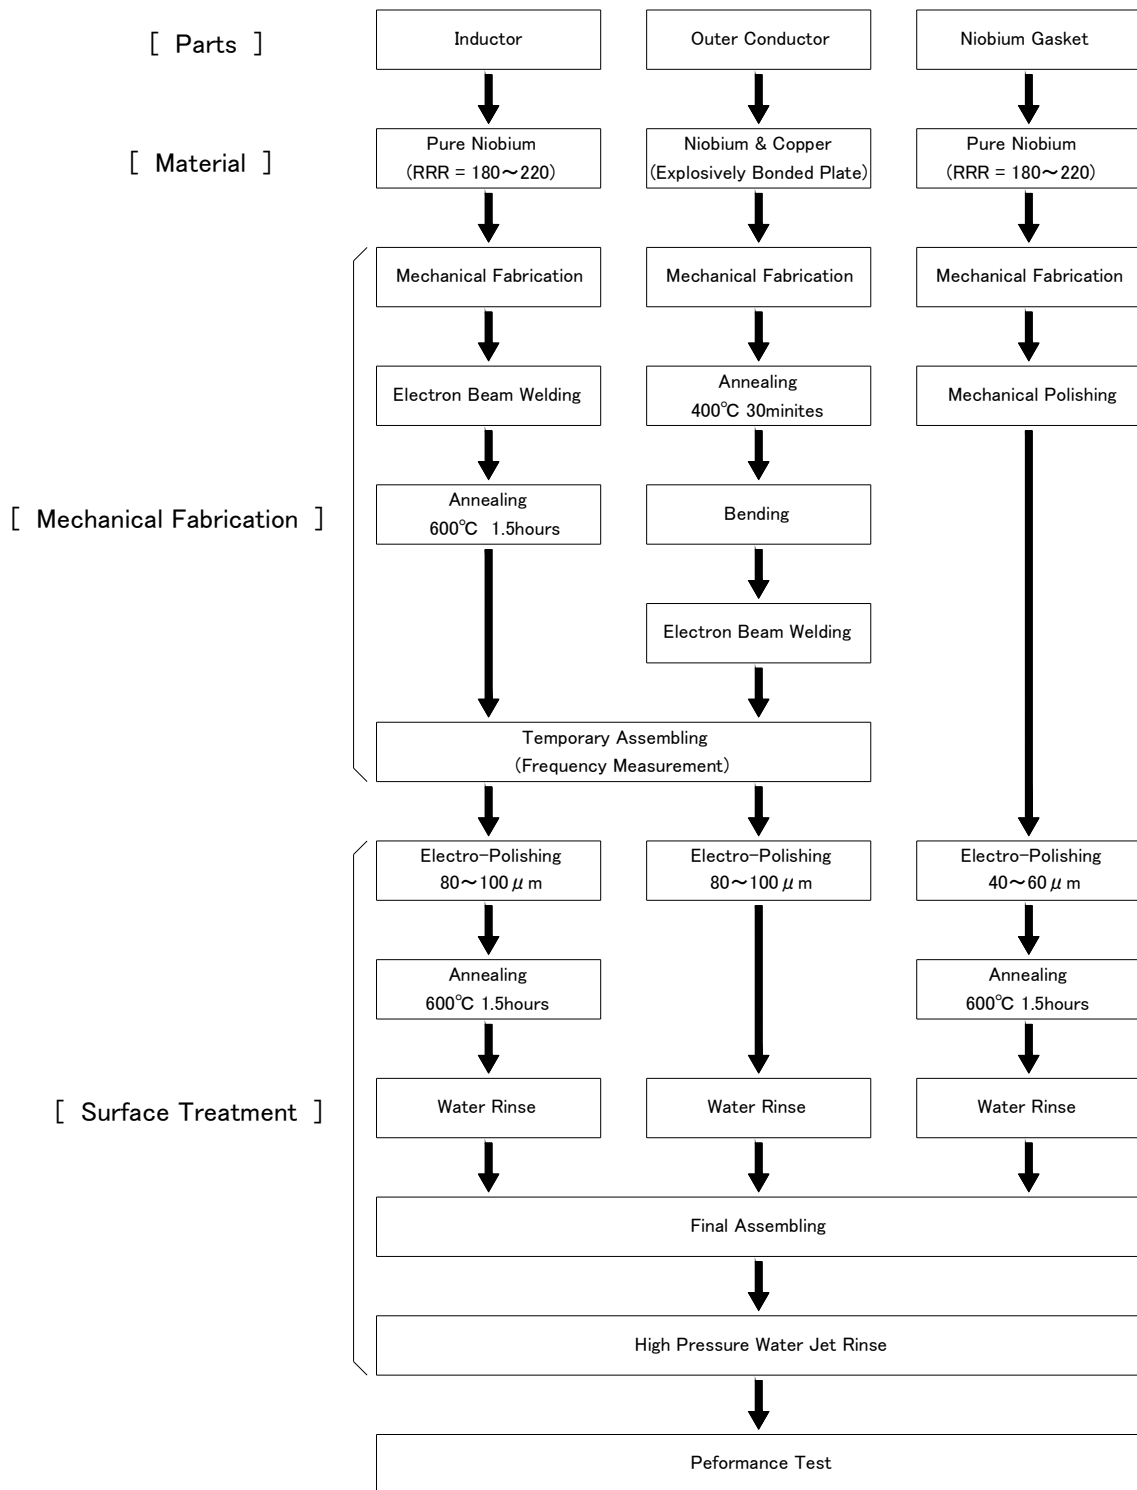 [ Parts ]
Inductor
Outer Conductor
Niobium Gasket
[ Material ]
Pure Niobium
(RRR = 180～220)
Niobium & Copper
(Explosively Bonded Plate)
Pure Niobium
(RRR = 180～220)
Mechanical Fabrication
Mechanical Fabrication
Mechanical Fabrication
Electron Beam Welding
Annealing
400℃ 30minites
Mechanical Polishing
[ Mechanical Fabrication ]
Annealing
600℃ 1.5hours
Bending
Electron Beam Welding
Temporary Assembling
(Frequency Measurement)
Electro-Polishing
80～100μm
Electro-Polishing
80～100μm
Electro-Polishing
40～60μm
Annealing
600℃ 1.5hours
Annealing
600℃ 1.5hours
[ Surface Treatment ]
Water Rinse
Water Rinse
Water Rinse
Final Assembling
High Pressure Water Jet Rinse
Peformance Test